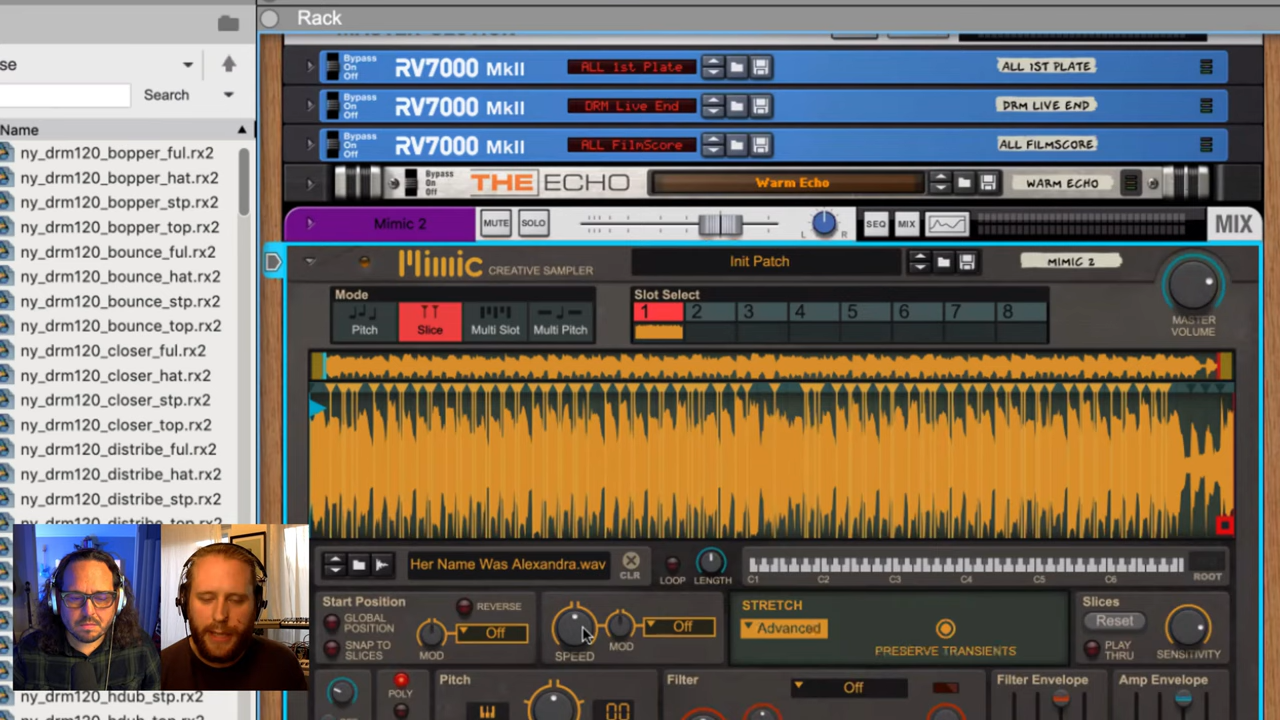 Rack
se
Search
Name
ny_drm120_bopper_ful.rx2
ny_drm120_bopper_hat.rx2
ny_drm120_bopper_stp.rx2
ny_drm120_bopper_top.rx2
ny_drm120_bounce_ful.rx2
ny_drm120_bounce_hat.rx2
ny_drm120_bounce_stp.rx2
ny_drm120_bounce_top.rx2
ny_drm120_closer_ful.rx2
ny_drm120_closer_hat.rx2
ny_drm120_closer_stp.rx2
ny_drm120_closer_top.rx2
ny_drm120_distribe_ful.rx2
ny_drm120_distribe_hat.rx2
ny_drm120_distribe_stp.rx2
ny_drm120_distribe_top.rx2
ny_drm120_hdub_stp.rx2
MASTER SECTION
Bypass
On
Off
RV7000 MkII
ALL 1st Plate
ALL 1ST PLATE
Bypass
On
Off
RV7000 MkII
DRM Live End
DRM LIVE END
Bypass
On
Off
RV7000 MkII
ALL FilmScore
ALL FILMSCORE
Bypass
On
Off
THE ECHO
Warm Echo
WARM ECHO
Mimic 2
MUTE
SOLO
L R
SEQ
MIX
MIX
Mimic CREATIVE SAMPLER
Init Patch
MIMIC 2
MASTER VOLUME
Mode
Pitch
Slice
Multi Slot
Multi Pitch
Slot Select
1 2 3 4 5 6 7 8
Her Name Was Alexandra.wav
CLR
LOOP
LENGTH
C1 C2 C3 C4 C5 C6
ROOT
Start Position
GLOBAL POSITION
SNAP TO SLICES
REVERSE
MOD
Off
SPEED
MOD
Off
STRETCH
Advanced
PRESERVE TRANSIENTS
Slices
Reset
PLAY THRU
SENSITIVITY
POLY
Pitch
00
Filter
Off
Filter Envelope
Amp Envelope